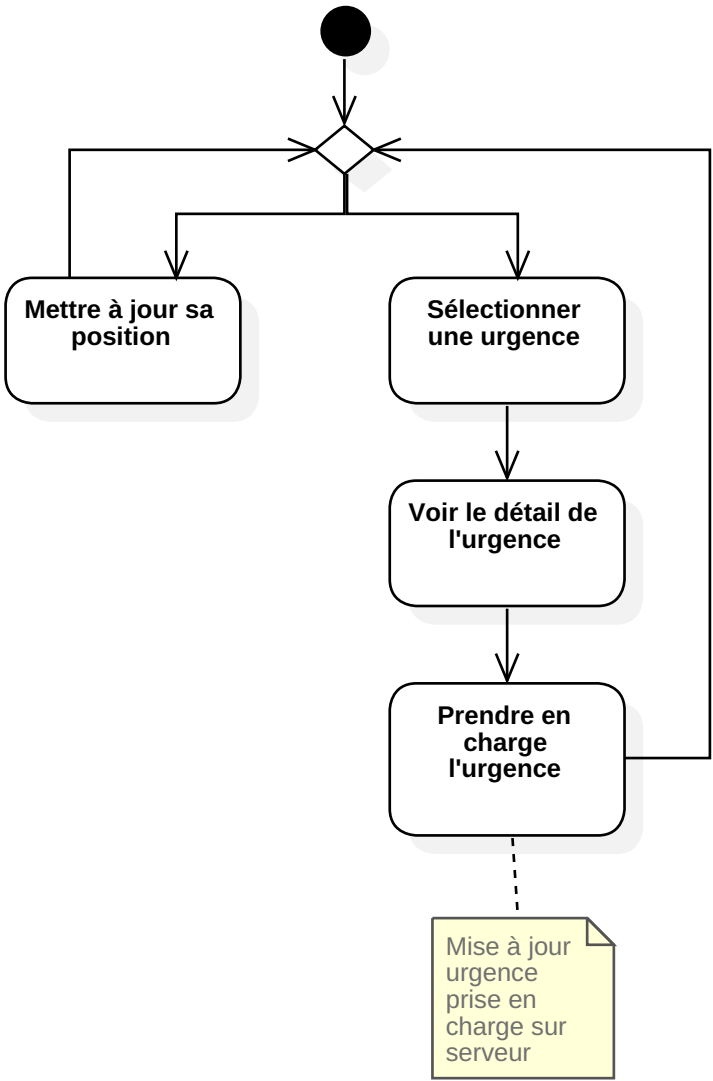 Mettre à jour sa
position
Sélectionner
une urgence
Voir le détail de
l'urgence
Prendre en
charge
l'urgence
Mise à jour
urgence
prise en
charge sur
serveur